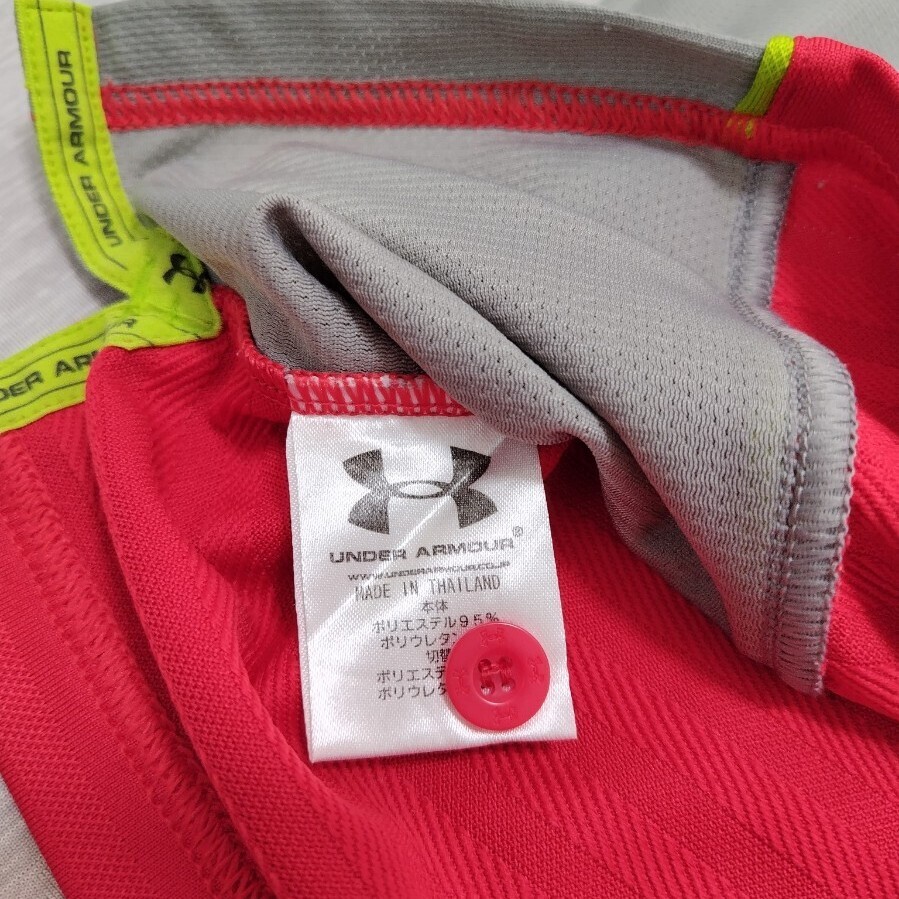 UNDER ARMOUR
DER AR
UNDER ARMOUR®
WWW.UNDERARMOUR.CO.JP
MADE IN THAILAND
本体
ポリエステル95%
ポリウレタン
切替
ポリエステ
ポリウレタ